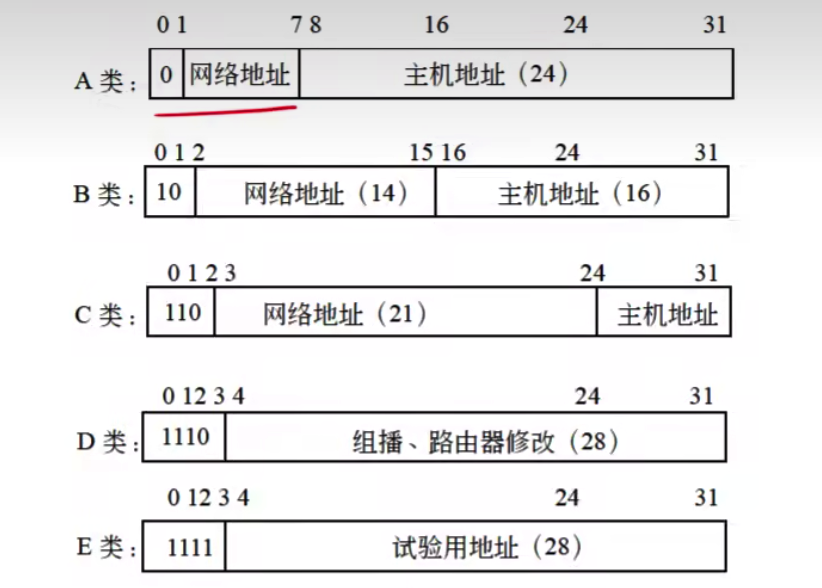 0 1 7 8 16 24 31
A 类: 0 网络地址 主机地址（24）
0 1 2 15 16 24 31
B 类: 10 网络地址（14） 主机地址（16）
0 1 2 3 24 31
C 类: 110 网络地址（21） 主机地址
0 12 3 4 24 31
D 类: 1110 组播、路由器修改（28）
0 12 3 4 24 31
E 类: 1111 试验用地址（28）